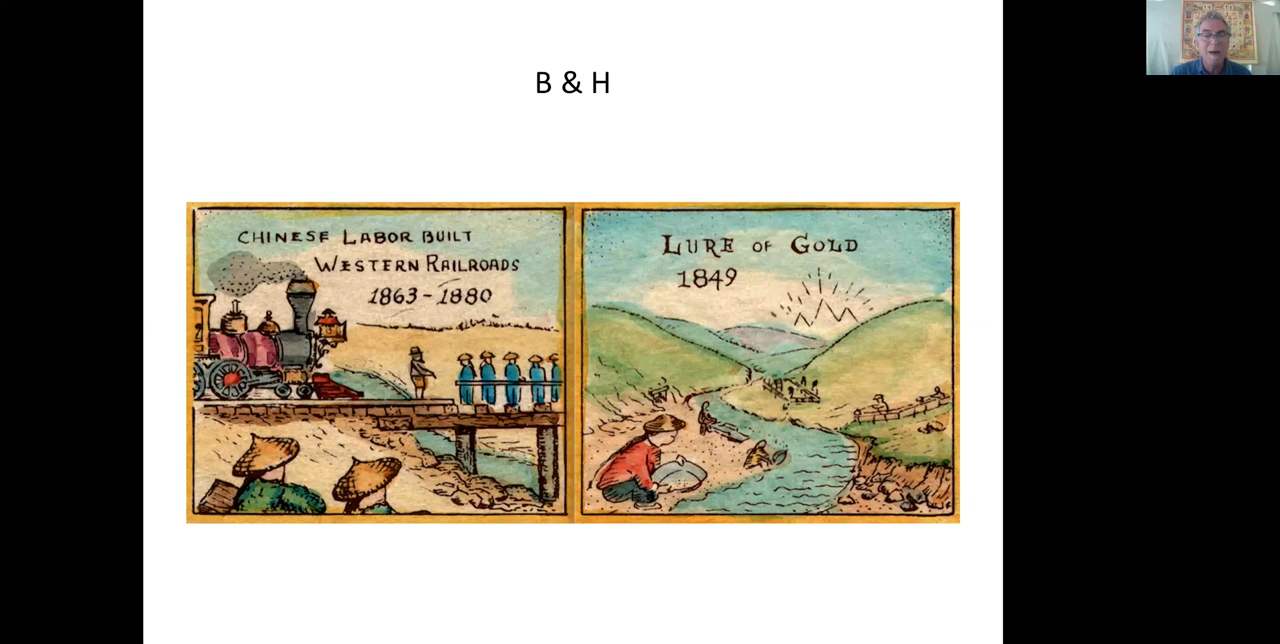 B & H
CHINESE LABOR BUILT
WESTERN RAILROADS
1863-1880
LURE OF GOLD
1849